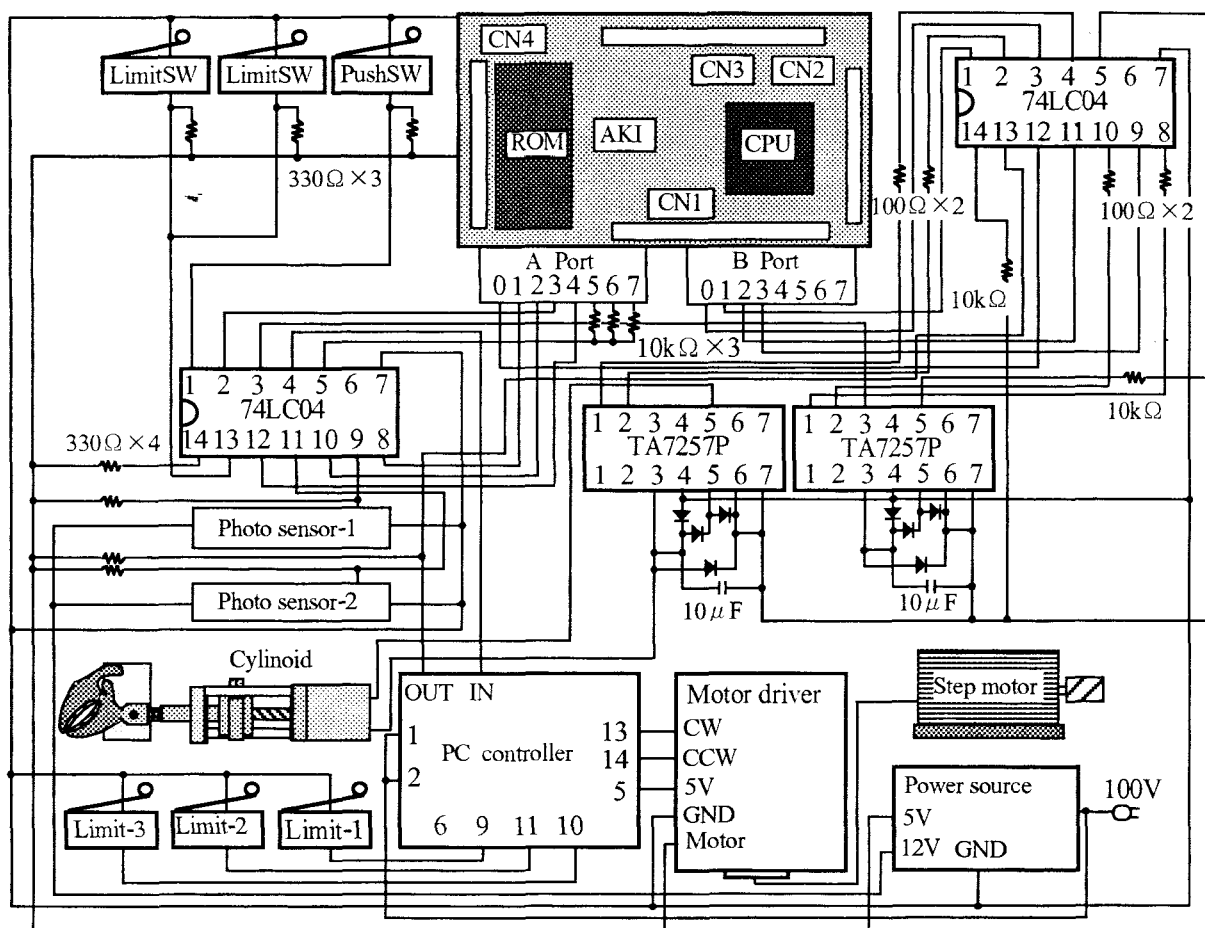 LimitSW
LimitSW
PushSW
330Ω×3
CN4
CN3
CN2
ROM
AKI
CPU
CN1
A Port
0 1 2 3 4 5 6 7
B Port
0 1 2 3 4 5 6 7
1 2 3 4 5 6 7
74LC04
14 13 12 11 10 9 8
100Ω×2
100Ω×2
10kΩ
10kΩ×3
10kΩ
1 2 3 4 5 6 7
74LC04
14 13 12 11 10 9 8
330Ω×4
1 2 3 4 5 6 7
TA7257P
1 2 3 4 5 6 7
1 2 3 4 5 6 7
TA7257P
1 2 3 4 5 6 7
10μF
10μF
Photo sensor-1
Photo sensor-2
Cylinoid
OUT IN
1
2
PC controller
13
14
5
6 9 11 10
Motor driver
CW
CCW
5V
GND
Motor
Step motor
Power source
5V
12V GND
100V
Limit-3
Limit-2
Limit-1